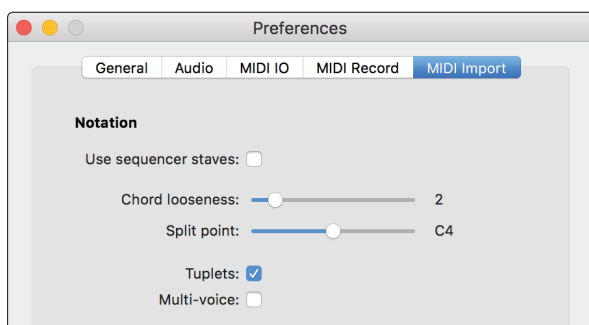 Preferences
General Audio MIDI IO MIDI Record MIDI Import
Notation
Use sequencer staves:
Chord looseness: 2
Split point: C4
Tuplets:
Multi-voice: